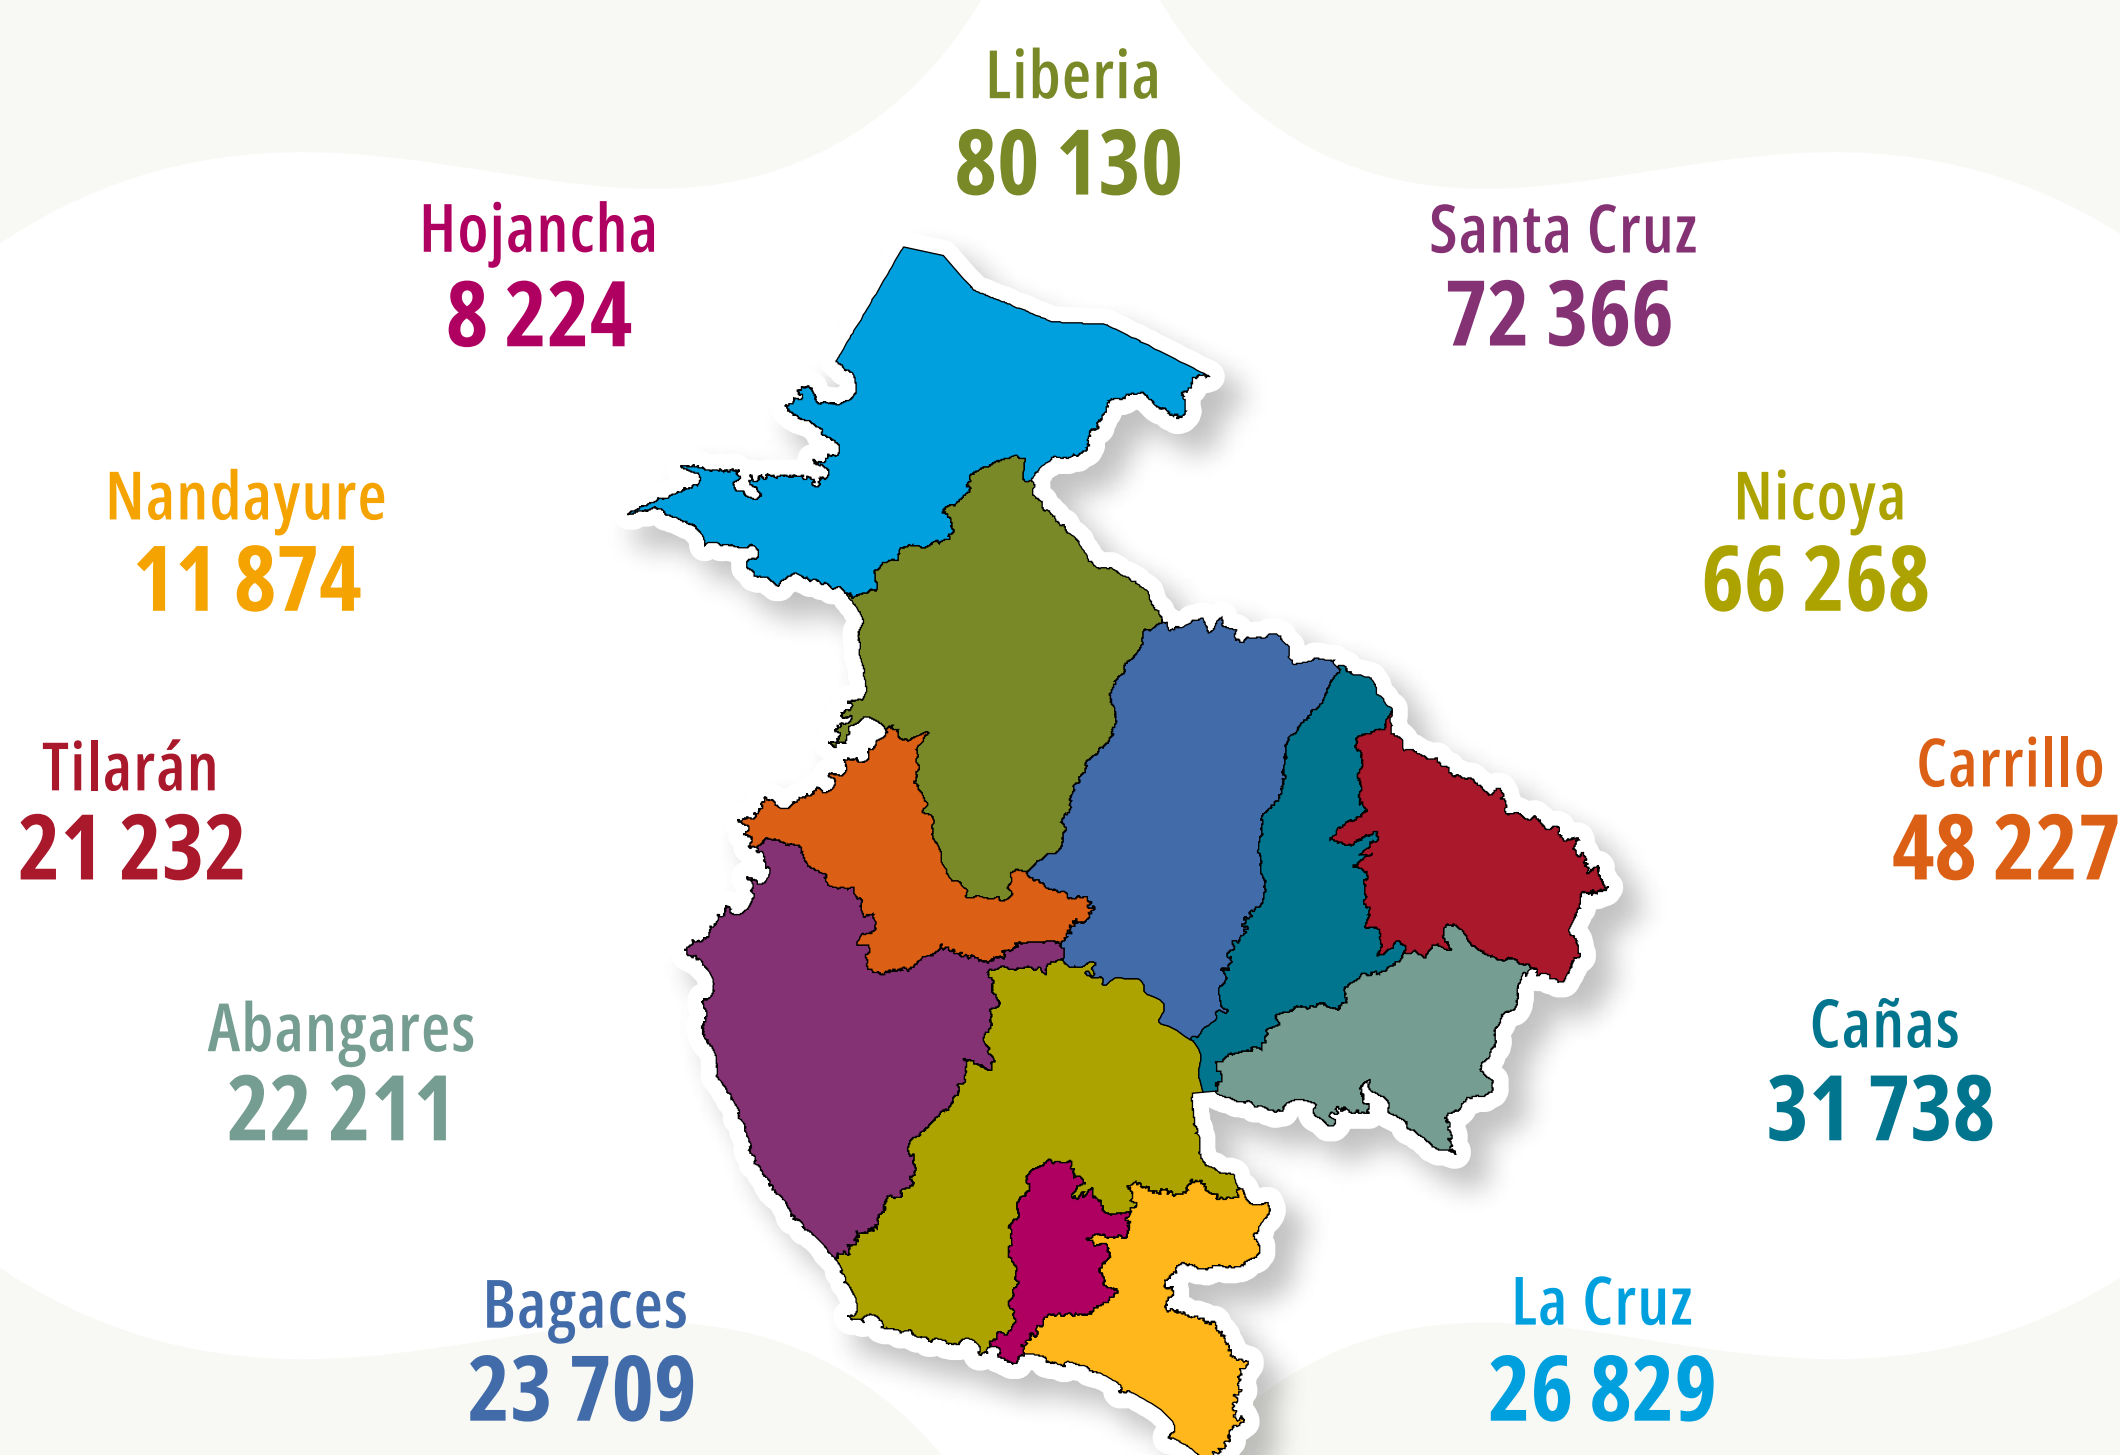 Liberia
80 130
Santa Cruz
72 366
Nicoya
66 268
Carrillo
48 227
Cañas
31 738
La Cruz
26 829
Bagaces
23 709
Abangares
22 211
Tilarán
21 232
Nandayure
11 874
Hojancha
8 224